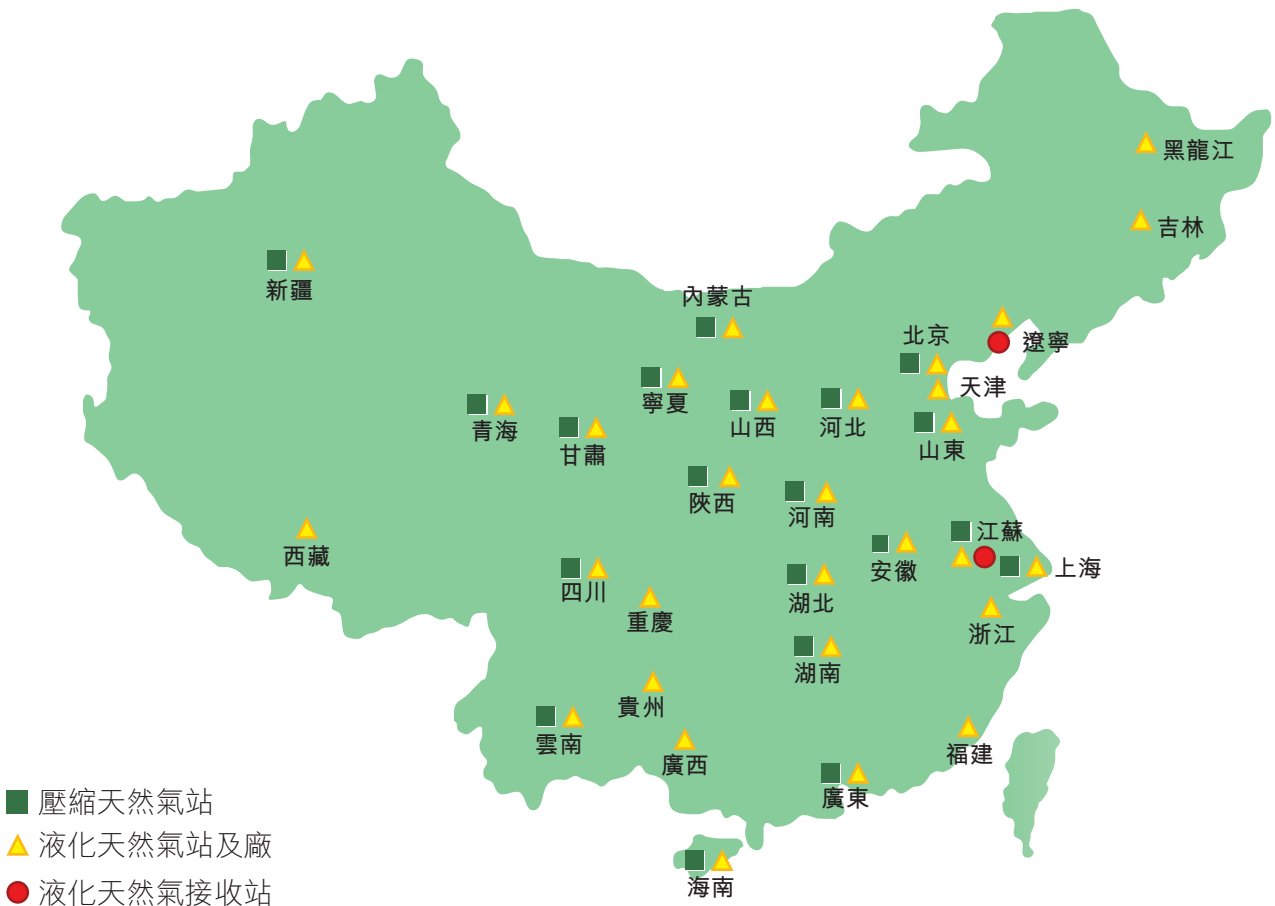 黑龍江
吉林
新疆
內蒙古
北京
遼寧
天津
寧夏
青海
山西
河北
甘肅
山東
陝西
河南
西藏
江蘇
安徽
上海
四川
湖北
重慶
浙江
湖南
貴州
雲南
廣西
福建
廣東
海南
壓縮天然氣站
液化天然氣站及廠
液化天然氣接收站